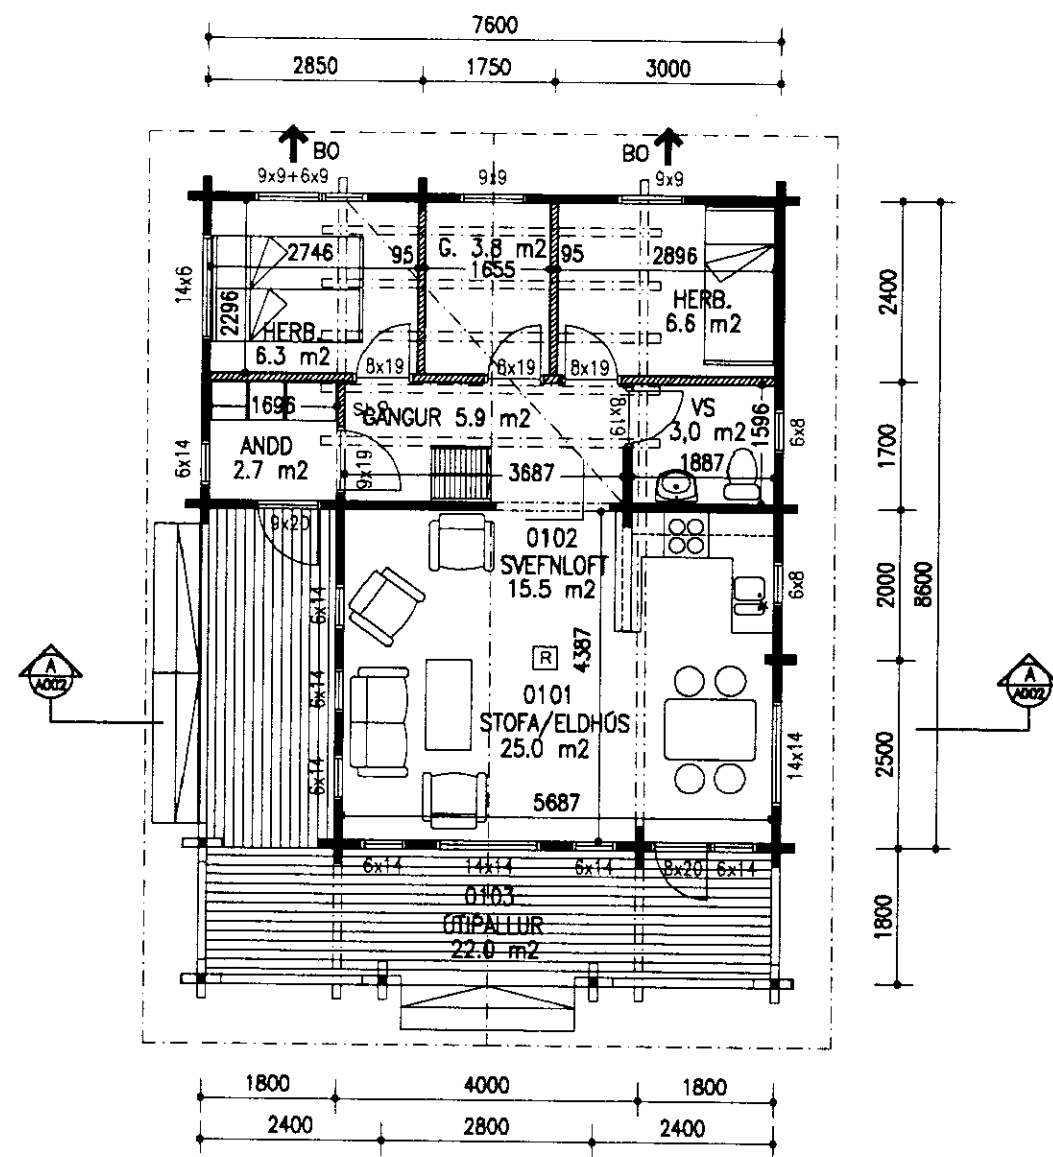 7600
2850 1750 3000
BO BO
9x9+6x9 9x9 9x9
2746 95 G. 3.8 m2 95 2896
1655
14x6
2296
HERB.
6.3 m2
HERB.
6.6 m2
2400
8x19 8x19 8x19
1696
GANGUR 5.9 m2
8x19
VS
3,0 m2
1596
6x8
1700
6x14
ANDD
2.7 m2
9x19
3687
1887
9x20
0102
SVEFNLOFT
15.5 m2
6x14
6x8
2000
8600
R
4387
A
A002
A
A002
6x14
0101
STOFA/ELDHÚS
25.0 m2
14x14
2500
6x14
5687
6x14 14x14 6x14 8x20 6x14
0103
ÚTIPALLUR
22.0 m2
1800
1800 4000 1800
2400 2800 2400